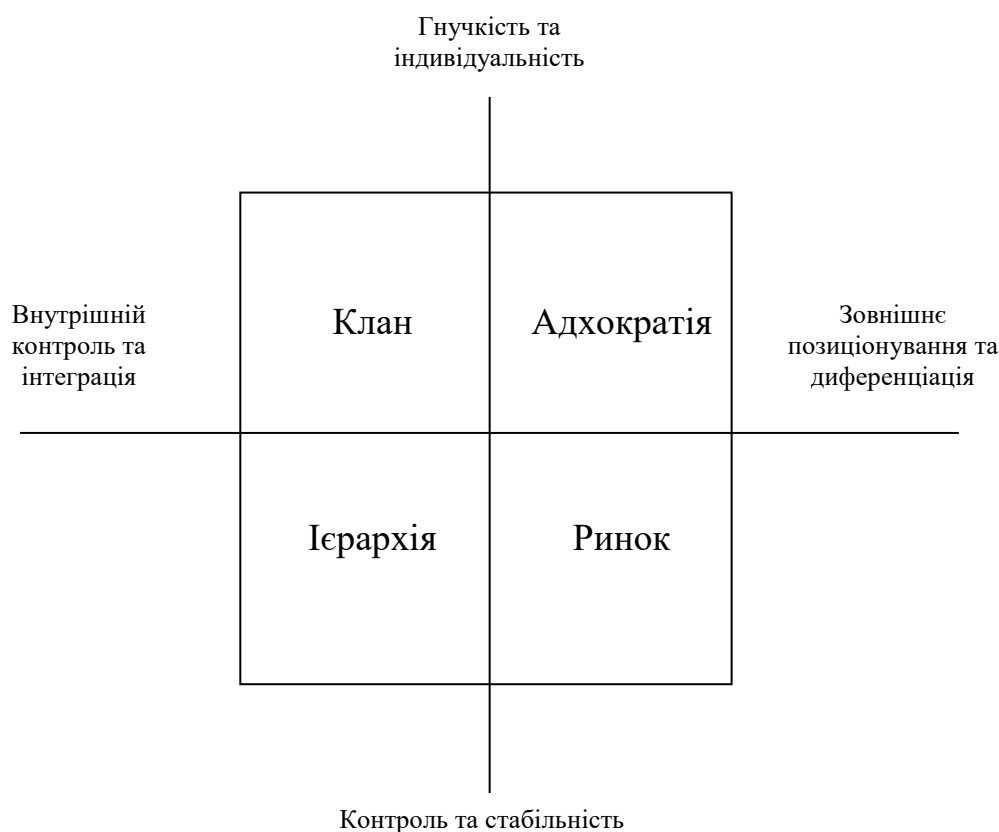 Гнучкість та
індивідуальність
Внутрішній
контроль та
інтеграція
Клан
Адхократія
Зовнішнє
позиціонування та
диференціація
Ієрархія
Ринок
Контроль та стабільність